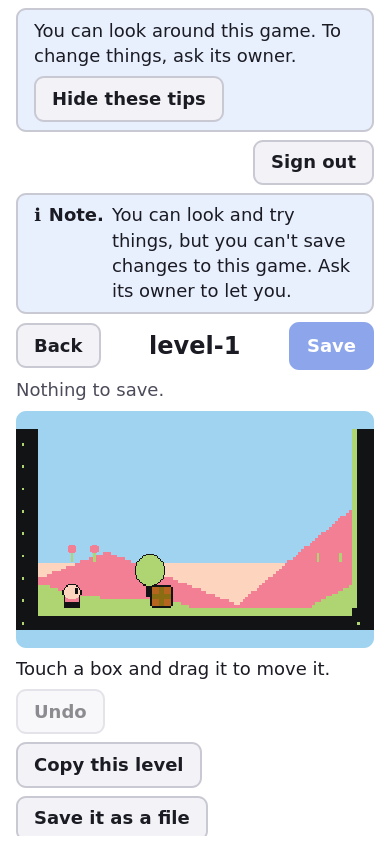 You can look around this game. To
change things, ask its owner.
Hide these tips
Sign out
ℹ Note. You can look and try
things, but you can't save
changes to this game. Ask
its owner to let you.
Back
level-1
Save
Nothing to save.
Touch a box and drag it to move it.
Undo
Copy this level
Save it as a file